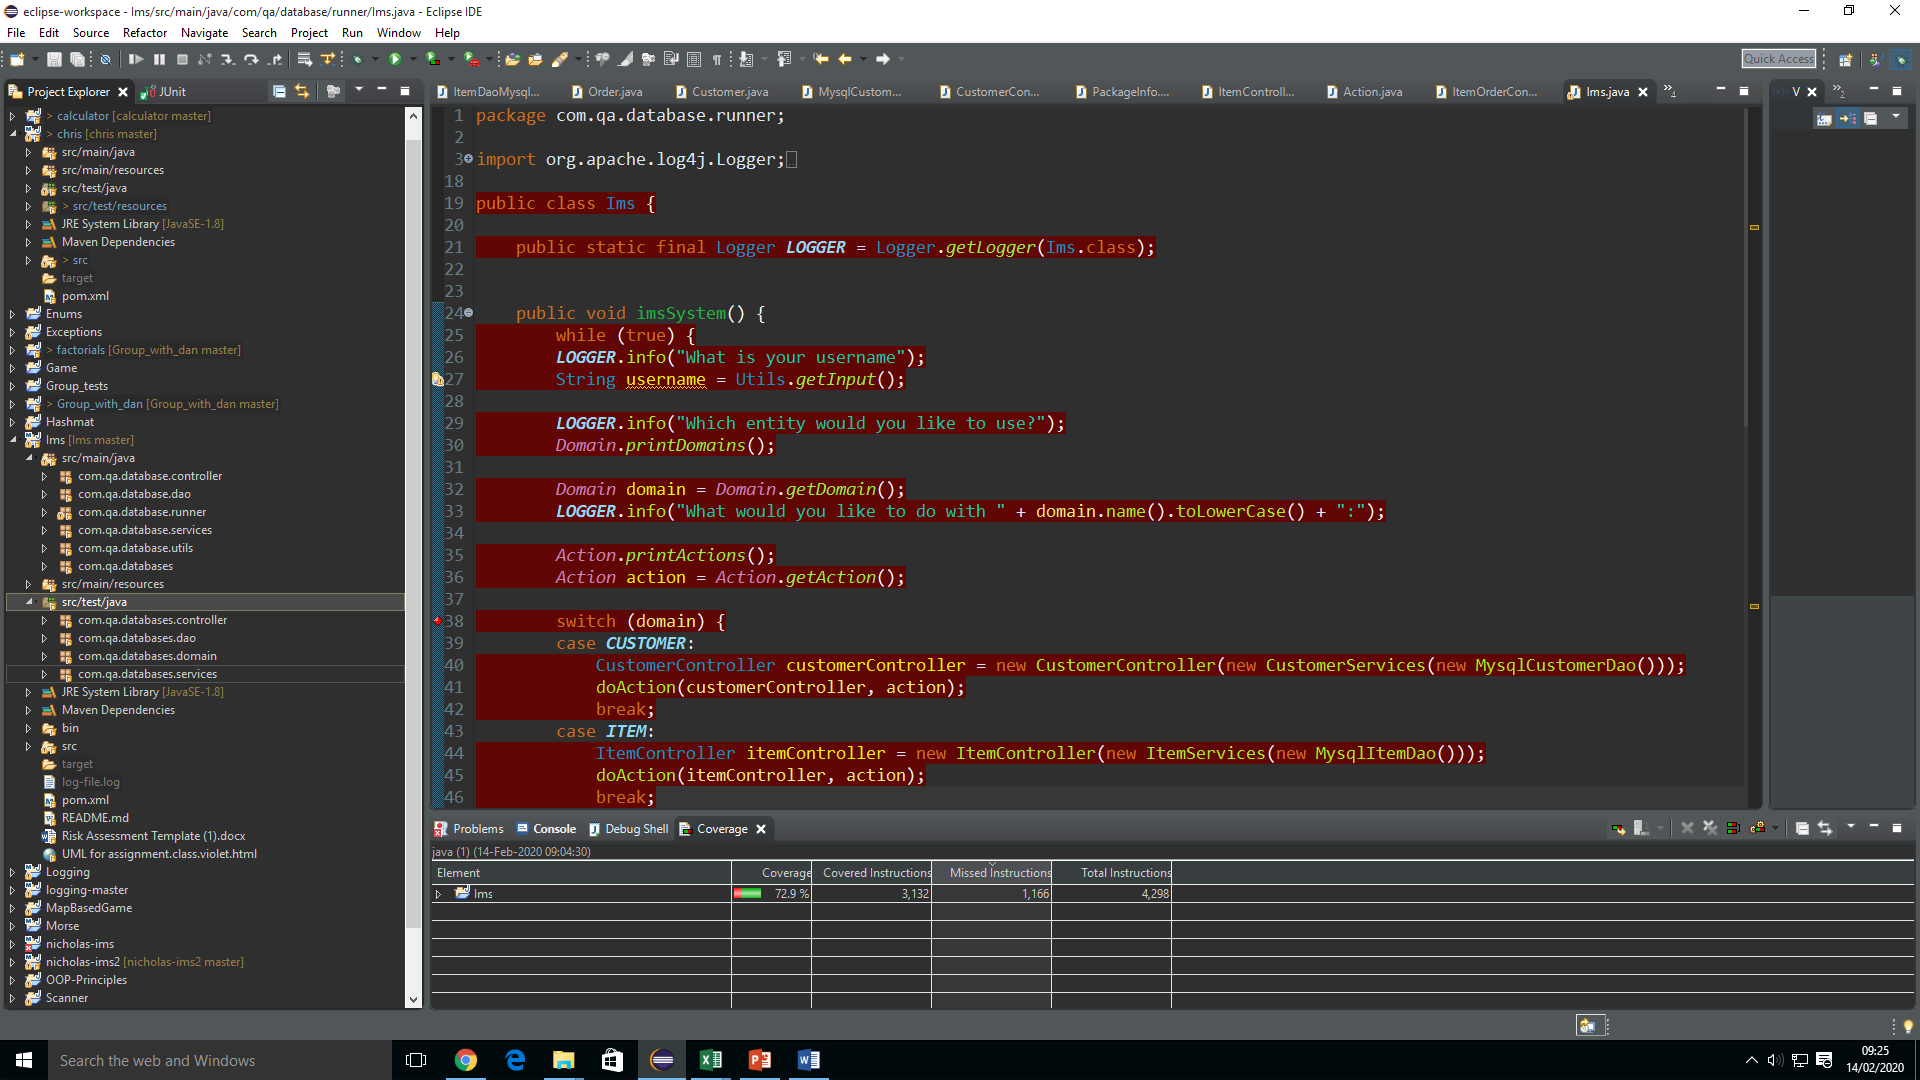 eclipse-workspace - Ims/src/main/java/com/qa/database/runner/Ims.java - Eclipse IDE
File Edit Source Refactor Navigate Search Project Run Window Help
Quick Access
Project Explorer
JUnit
ItemDaoMysql...
Order.java
Customer.java
MysqlCustom...
CustomerCon...
PackageInfo....
ItemControll...
Action.java
ItemOrderCon...
Ims.java
4
V
2
> calculator [calculator master]
> chris [chris master]
src/main/java
src/main/resources
src/test/java
> src/test/resources
JRE System Library [JavaSE-1.8]
Maven Dependencies
> src
target
pom.xml
Enums
Exceptions
> factorials [Group_with_dan master]
Game
Group_tests
> Group_with_dan [Group_with_dan master]
Hashmat
Ims [Ims master]
src/main/java
com.qa.database.controller
com.qa.database.dao
com.qa.database.runner
com.qa.database.services
com.qa.database.utils
com.qa.databases
src/main/resources
src/test/java
com.qa.databases.controller
com.qa.databases.dao
com.qa.databases.domain
com.qa.databases.services
JRE System Library [JavaSE-1.8]
Maven Dependencies
bin
src
target
log-file.log
pom.xml
README.md
Risk Assessment Template (1).docx
UML for assignment.class.violet.html
Logging
logging-master
MapBasedGame
Morse
nicholas-ims
nicholas-ims2 [nicholas-ims2 master]
OOP-Principles
Scanner
1 package com.qa.database.runner;
2
3 import org.apache.log4j.Logger;
18
19 public class Ims {
20
21 public static final Logger LOGGER = Logger.getLogger(Ims.class);
22
23
24 public void imsSystem() {
25 while (true) {
26 LOGGER.info("What is your username");
27 String username = Utils.getInput();
28
29 LOGGER.info("Which entity would you like to use?");
30 Domain.printDomains();
31
32 Domain domain = Domain.getDomain();
33 LOGGER.info("What would you like to do with " + domain.name().toLowerCase() + ":");
34
35 Action.printActions();
36 Action action = Action.getAction();
37
38 switch (domain) {
39 case CUSTOMER:
40 CustomerController customerController = new CustomerController(new CustomerServices(new MysqlCustomerDao()));
41 doAction(customerController, action);
42 break;
43 case ITEM:
44 ItemController itemController = new ItemController(new ItemServices(new MysqlItemDao()));
45 doAction(itemController, action);
46 break;
Problems Console Debug Shell Coverage
java (1) (14-Feb-2020 09:04:30)
Element Coverage Covered Instructions Missed Instructions Total Instructions
Ims 72.9 % 3,132 1,166 4,298
Search the web and Windows
09:25
14/02/2020